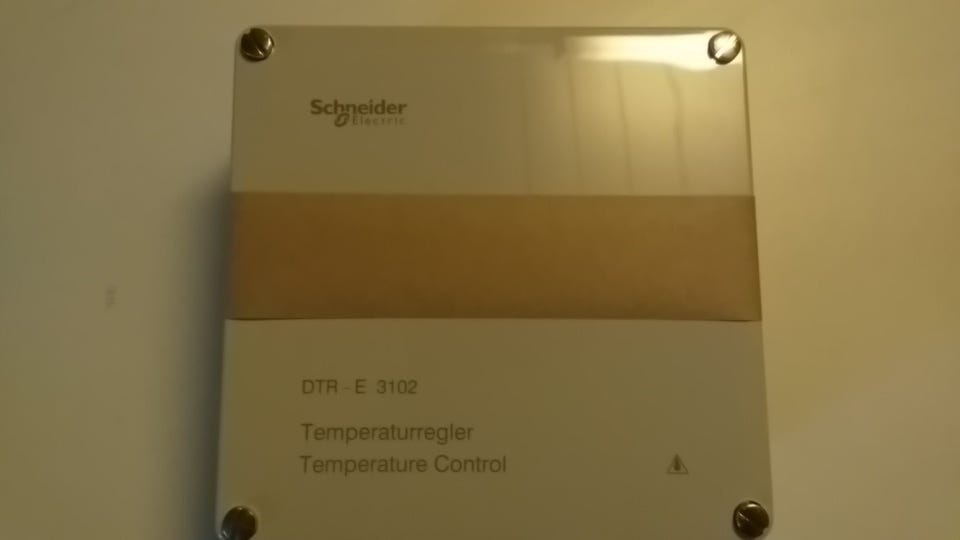 Schneider
Electric
DTR - E 3102
Temperaturregler
Temperature Control